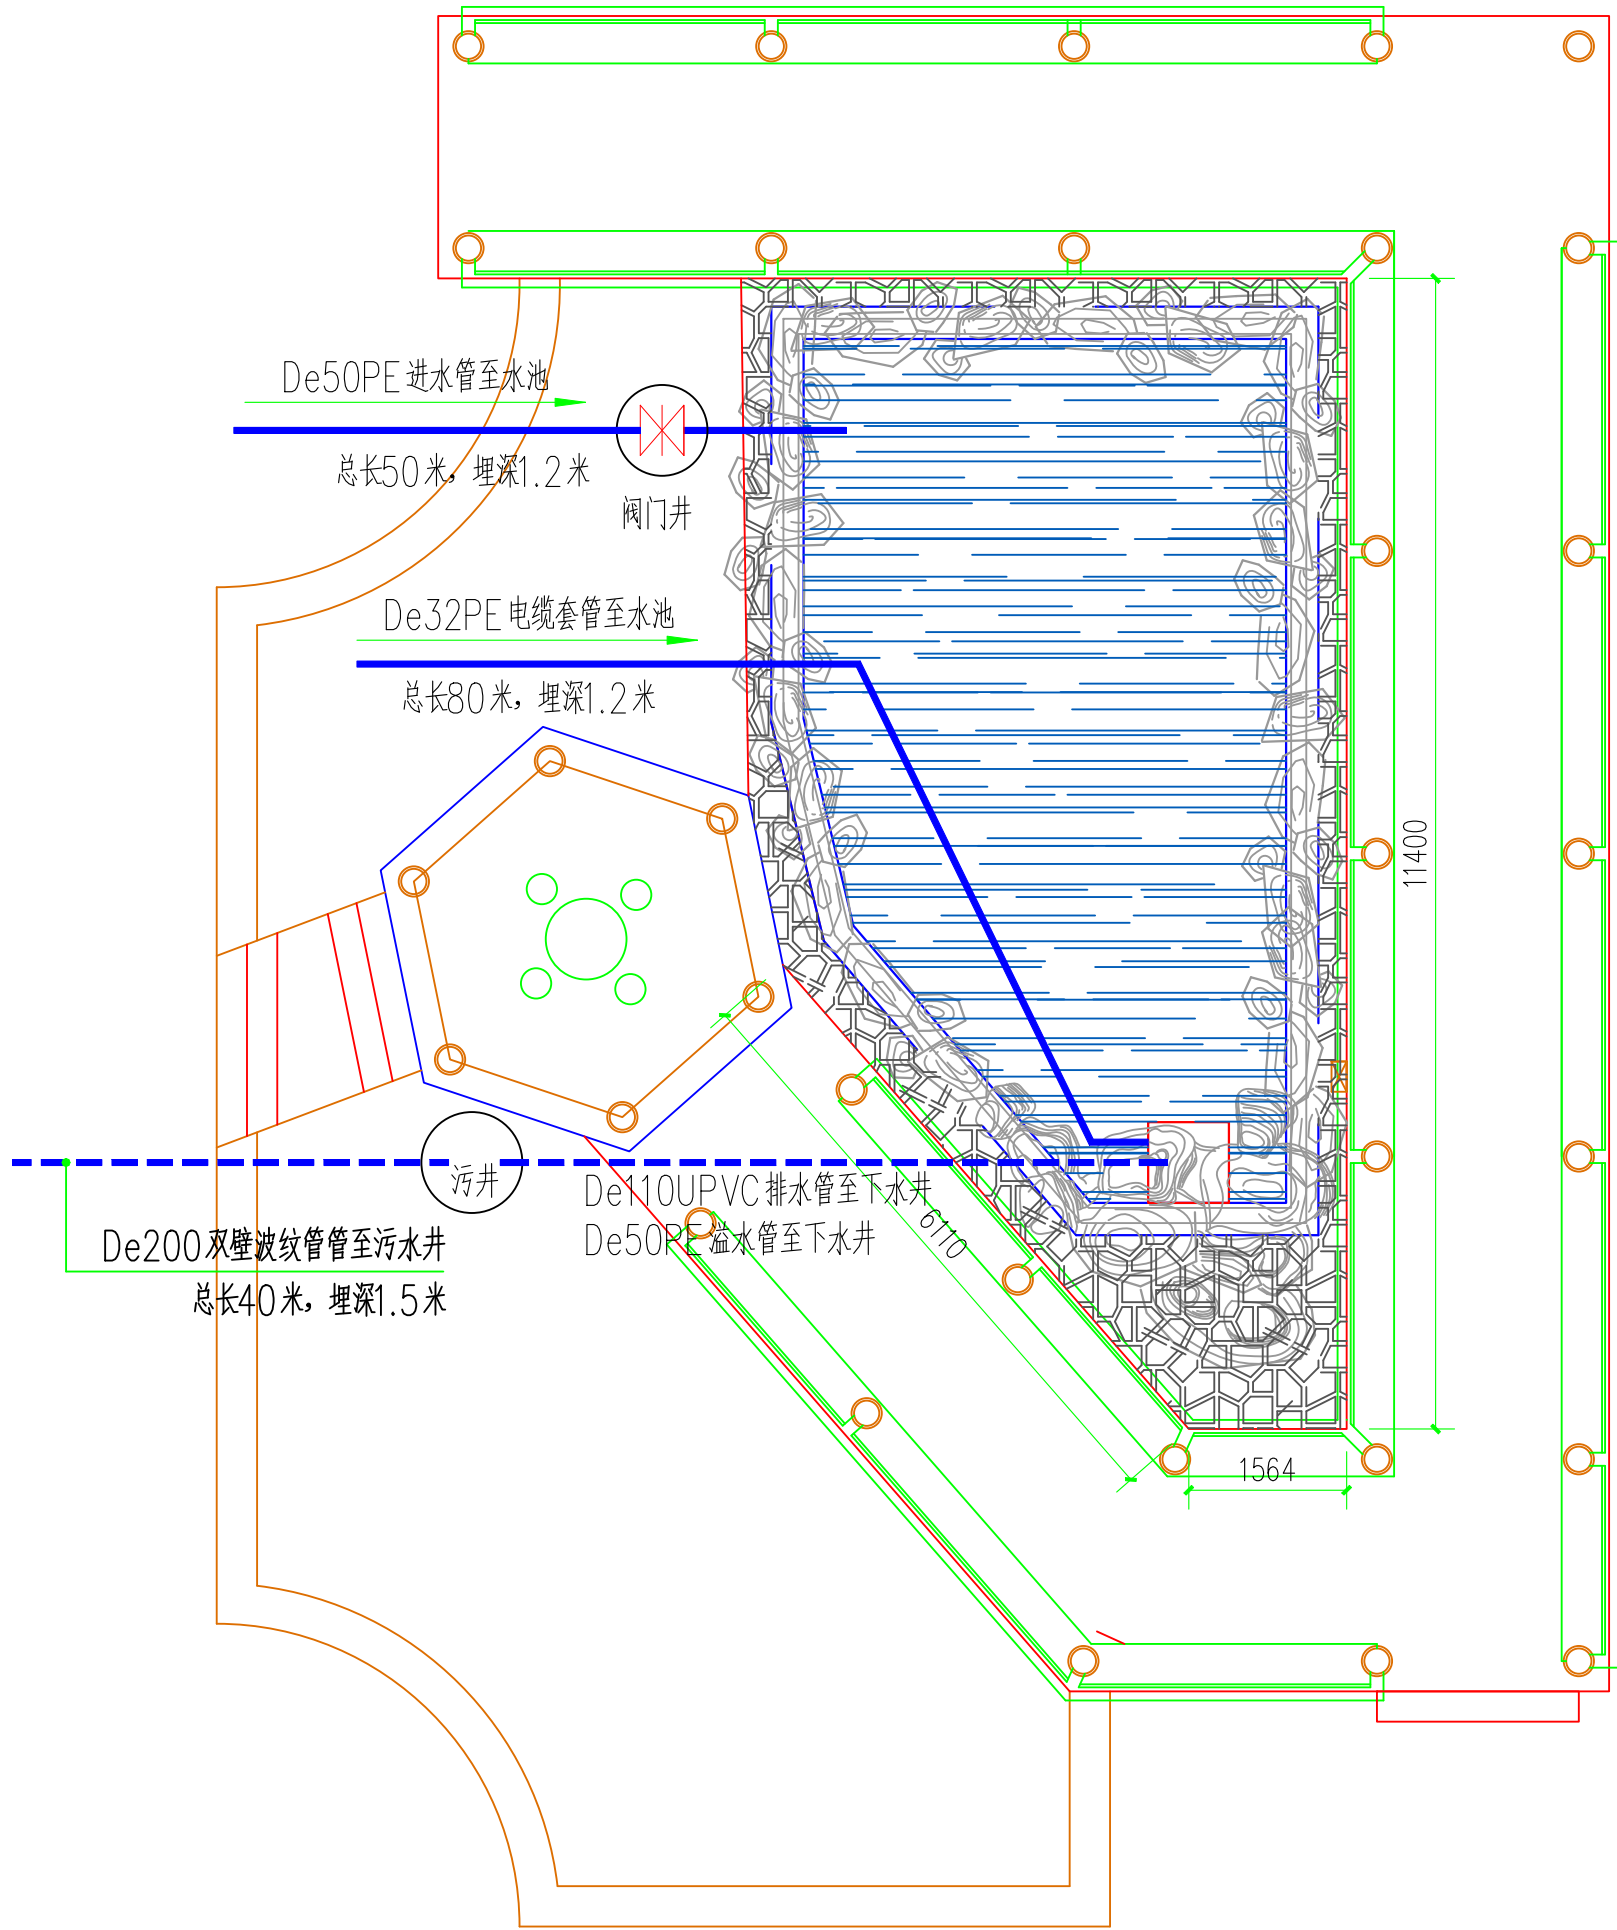 De50PE进水管至水池
总长50米，埋深1.2米
阀门井
De32PE电缆套管至水池
总长80米，埋深1.2米
11400
污井
De110UPVC排水管至下水井
De50PE溢水管至下水井
6110
De200双壁波纹管管至污水井
总长40米，埋深1.5米
1564